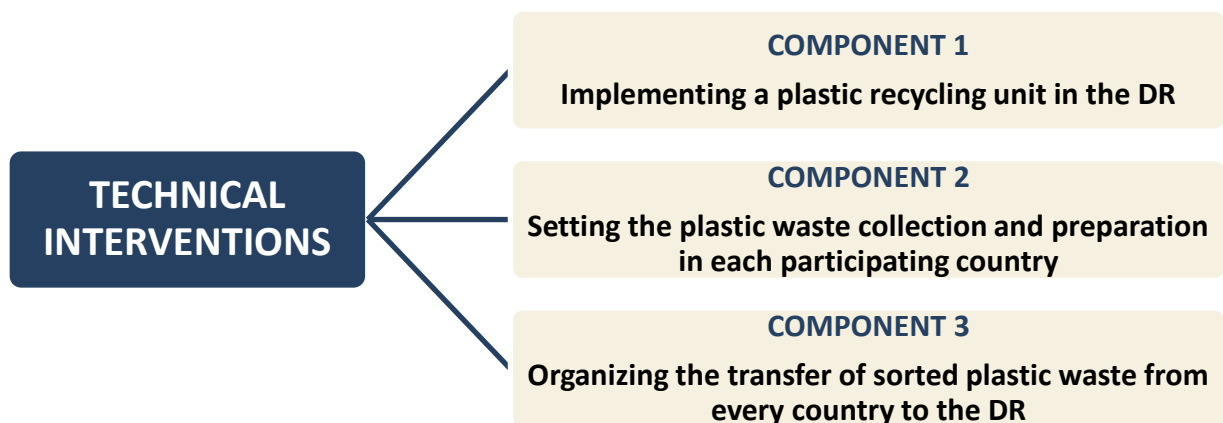 TECHNICAL
INTERVENTIONS
COMPONENT 1
Implementing a plastic recycling unit in the DR
COMPONENT 2
Setting the plastic waste collection and preparation
in each participating country
COMPONENT 3
Organizing the transfer of sorted plastic waste from
every country to the DR